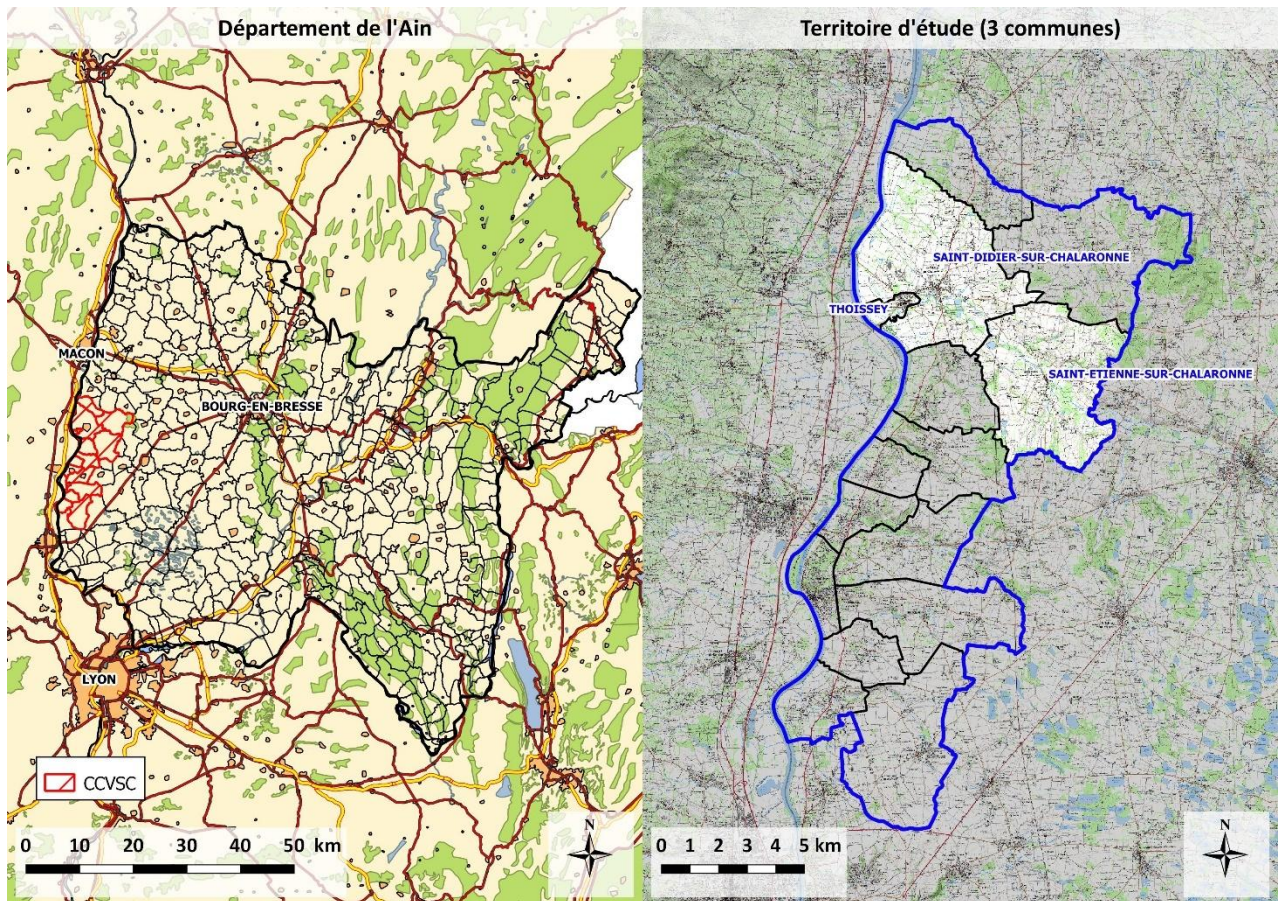 Département de l'Ain
MACON
BOURG-EN-BRESSE
LYON
CCVSC
0 10 20 30 40 50 km
N
Territoire d'étude (3 communes)
SAINT-DIDIER-SUR-CHALARONNE
THOISSEY
SAINT-ETIENNE-SUR-CHALARONNE
0 1 2 3 4 5 km
N